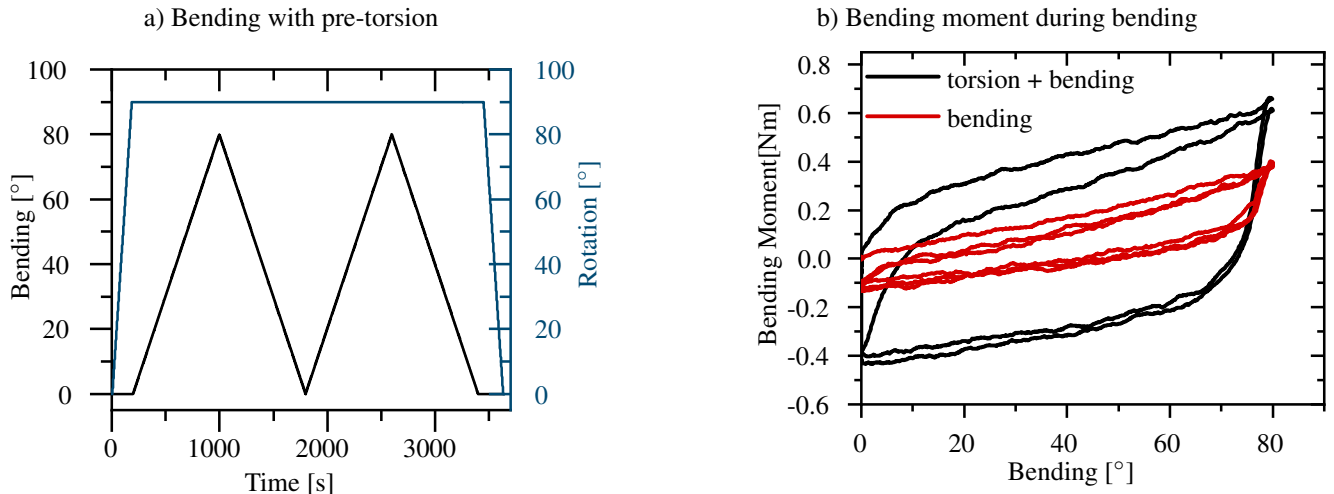 a) Bending with pre-torsion
100
80
60
40
20
0
Bending [°]
100
80
60
40
20
0
Rotation [°]
0 1000 2000 3000
Time [s]
b) Bending moment during bending
torsion + bending
bending
0.8
0.6
0.4
0.2
0.0
-0.2
-0.4
-0.6
Bending Moment[Nm]
0 20 40 60 80
Bending [°]